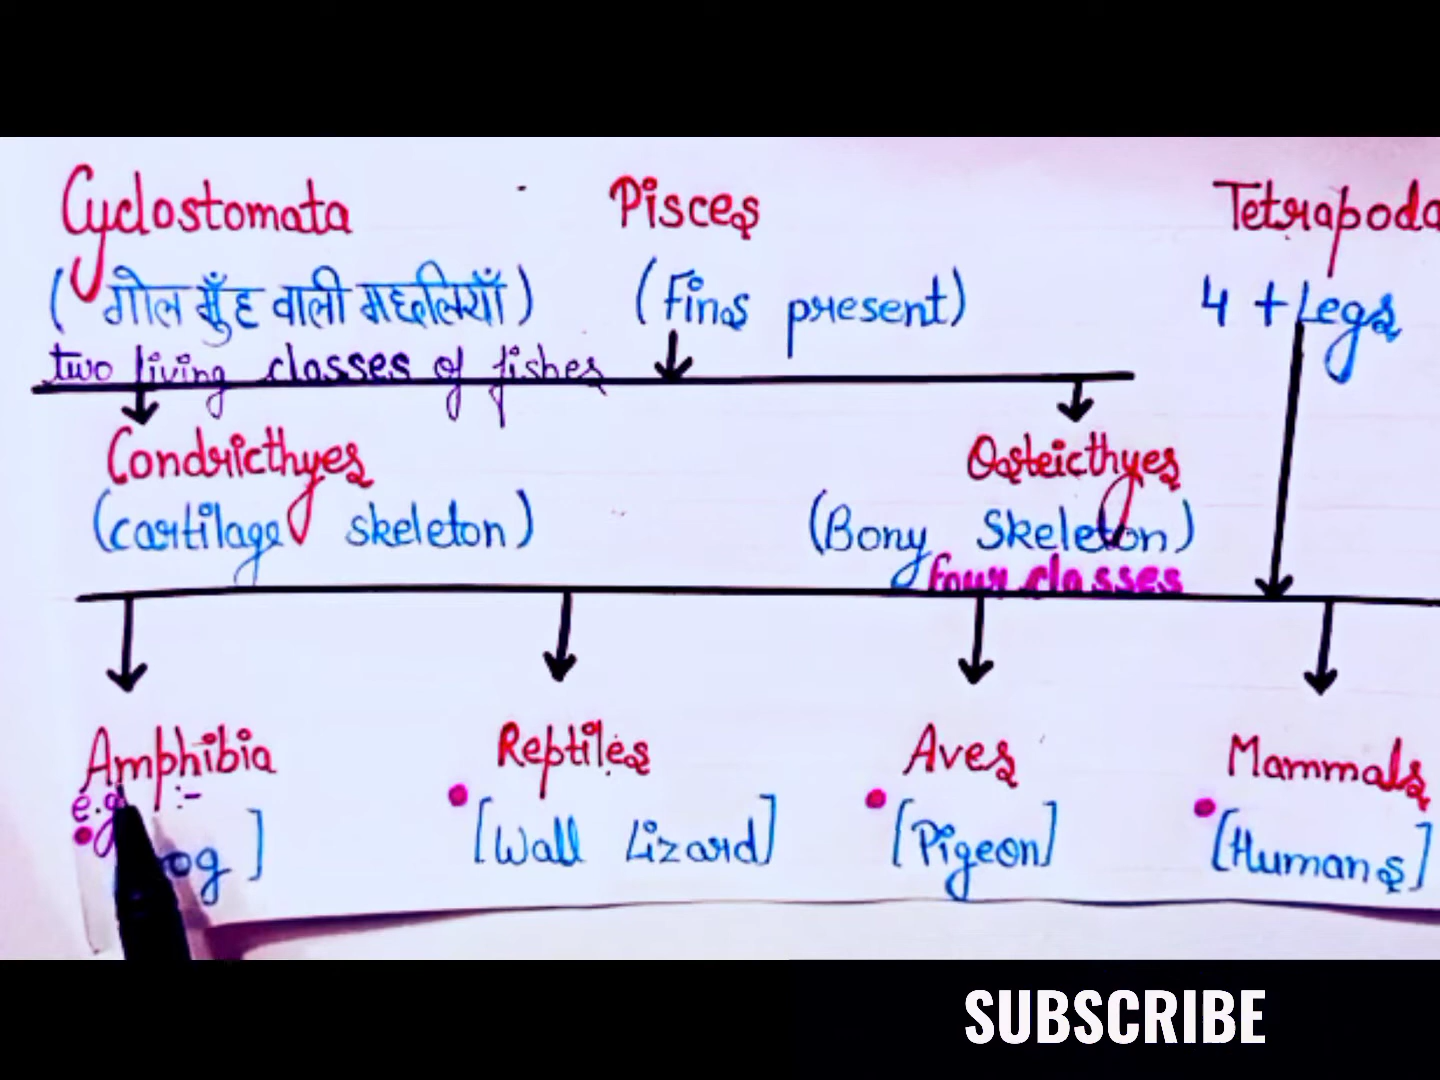 Cyclostomata Pisces Tetrapoda
(गोल मुँह वाली मछलियाँ) (Fins present) 4 + Legs
two living classes of fishes
Condricthyes Osteicthyes
(cartilage skeleton) (Bony Skeleton)
four classes
Amphibia Reptiles Aves Mammals
e.g :-
[Wall Lizard] [Pigeon] [Humans]
SUBSCRIBE